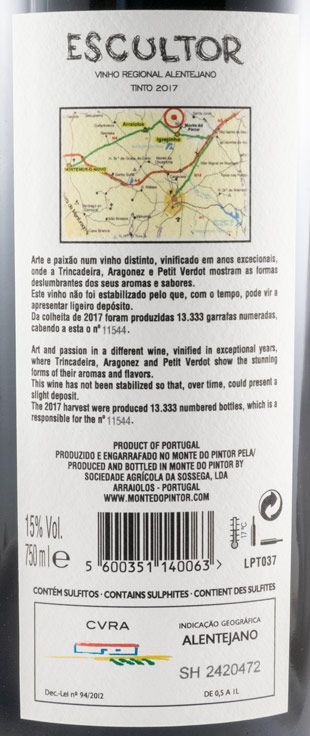 ESCULTOR
VINHO REGIONAL ALENTEJANO
TINTO 2017
Arraiolos
Igrejinha
MONTEMOR-O-NOVO
Arte e paixão num vinho distinto, vinificado em anos excecionais,
onde a Trincadeira, Aragonez e Petit Verdot mostram as formas
deslumbrantes dos seus aromas e sabores.
Este vinho não foi estabilizado pelo que, com o tempo, pode vir a
apresentar ligeiro depósito.
Da colheita de 2017 foram produzidas 13.333 garrafas numeradas,
cabendo a esta o nº 11544.
Art and passion in a different wine, vinified in exceptional years,
where Trincadeira, Aragonez and Petit Verdot show the stunning
forms of their aromas and flavors.
This wine has not been stabilized so that, over time, could present a
slight deposit.
The 2017 harvest were produced 13.333 numbered bottles, which is a
responsible for the nº 11544.
PRODUCT OF PORTUGAL
PRODUZIDO E ENGARRAFADO NO MONTE DO PINTOR PELA/
PRODUCED AND BOTTLED IN MONTE DO PINTOR BY
SOCIEDADE AGRÍCOLA DA SOSSEGA, LDA
ARRAIOLOS - PORTUGAL
WWW.MONTEDOPINTOR.COM
15% Vol.
750 ml e
5 600351 140063 >
17ºC
LPT037
CONTÉM SULFITOS · CONTAINS SULPHITES · CONTIENT DES SULFITES
CVRA
Dec.-Lei nº 94/2012
INDICAÇÃO GEOGRÁFICA
ALENTEJANO
SH 2420472
DE 0,5 A 1L